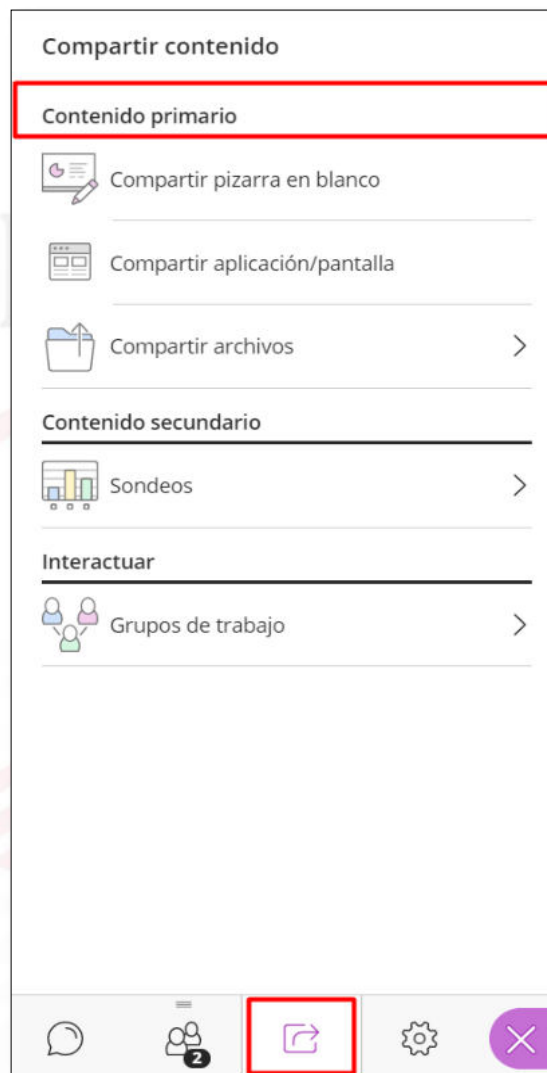 Compartir contenido
Contenido primario
Compartir pizarra en blanco
Compartir aplicación/pantalla
Compartir archivos
Contenido secundario
Sondeos
Interactuar
Grupos de trabajo
2